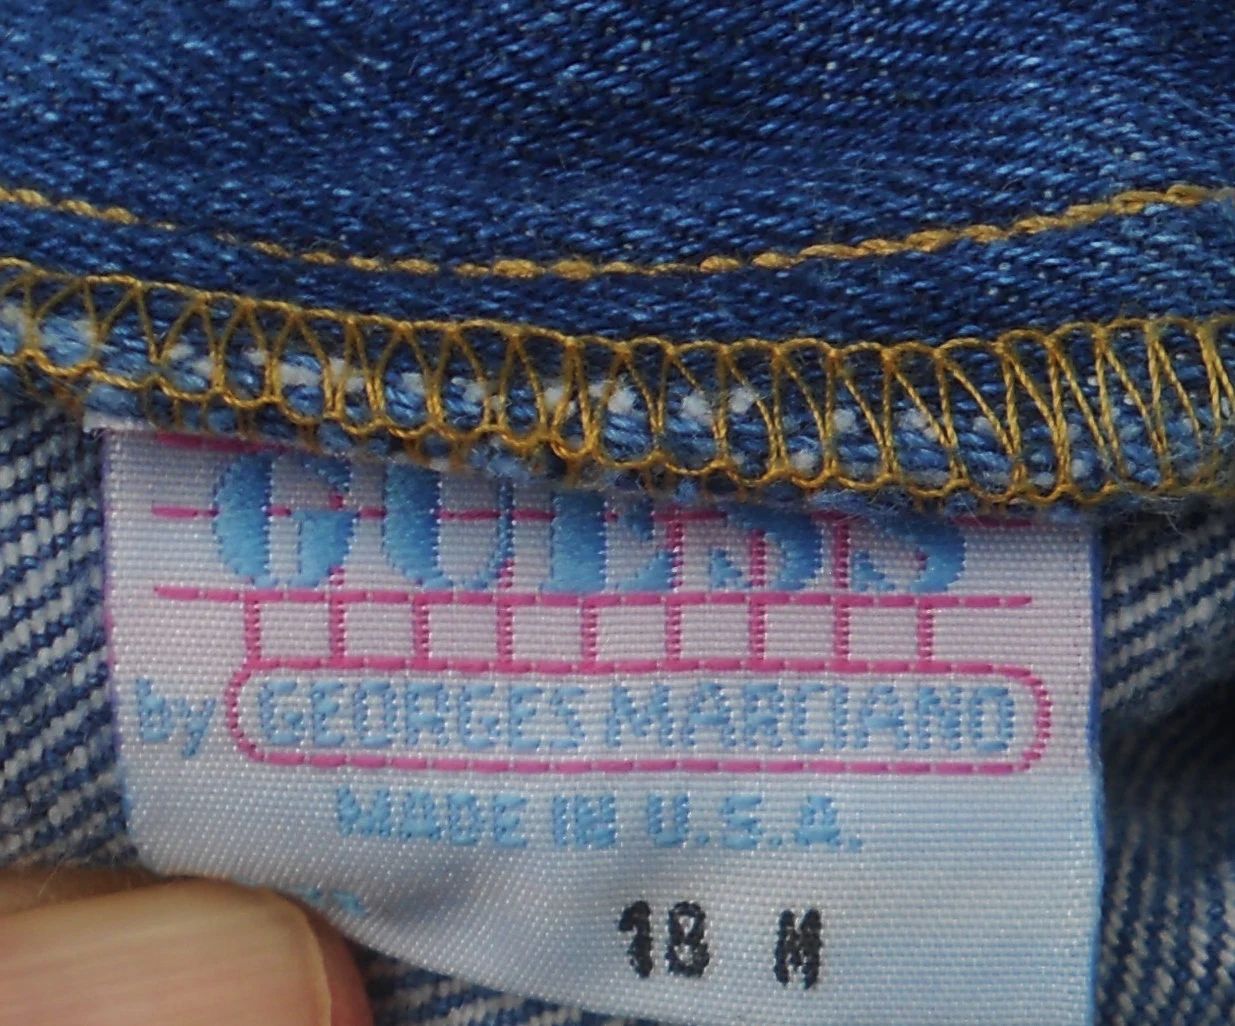 GUESS
by GEORGES MARCIANO
MADE IN U.S.A.
18 M